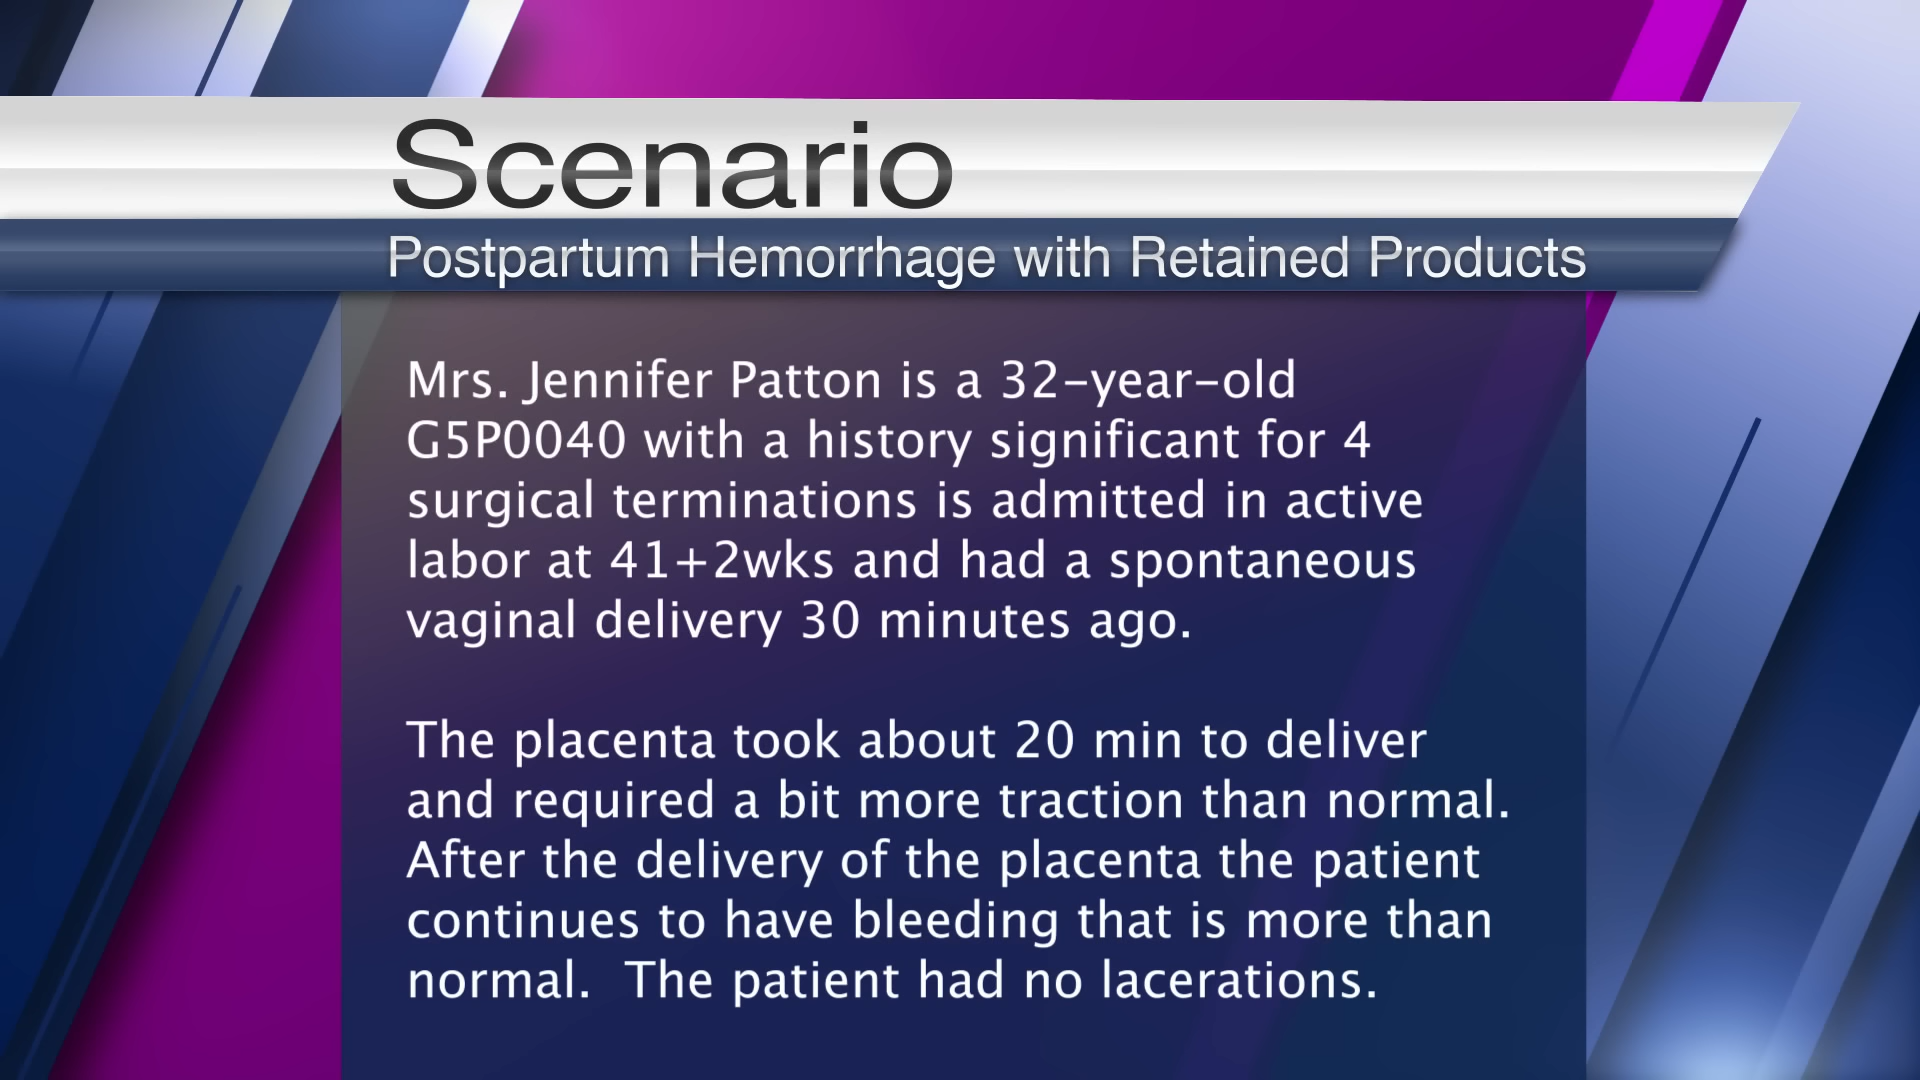 Scenario
Postpartum Hemorrhage with Retained Products
Mrs. Jennifer Patton is a 32-year-old
G5P0040 with a history significant for 4
surgical terminations is admitted in active
labor at 41+2wks and had a spontaneous
vaginal delivery 30 minutes ago.
The placenta took about 20 min to deliver
and required a bit more traction than normal.
After the delivery of the placenta the patient
continues to have bleeding that is more than
normal.  The patient had no lacerations.